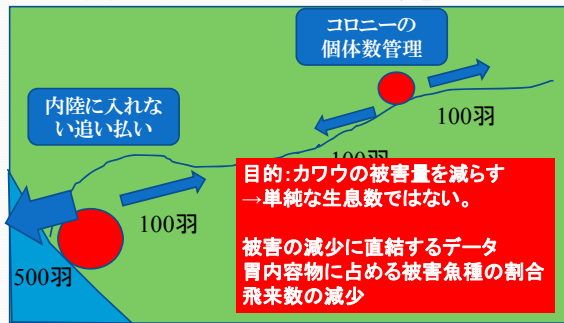 コロニーの
個体数管理
内陸に入れな
い追い払い
100羽
100羽
100羽
500羽
目的:カワウの被害量を減らす
→単純な生息数ではない。
被害の減少に直結するデータ
胃内容物に占める被害魚種の割合
飛来数の減少